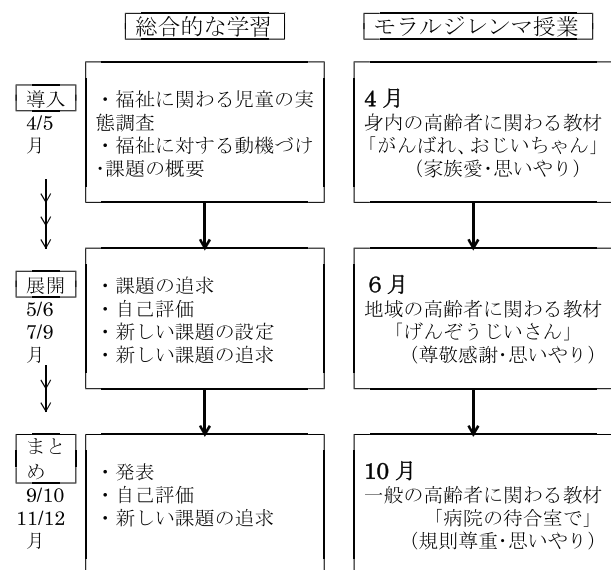 総合的な学習
モラルジレンマ授業
導入
4/5
月
・福祉に関わる児童の実
態調査
・福祉に対する動機づけ
・課題の概要
4月
身内の高齢者に関わる教材
「がんばれ、おじいちゃん」
(家族愛・思いやり)
展開
5/6
7/9
月
・課題の追求
・自己評価
・新しい課題の設定
・新しい課題の追求
6月
地域の高齢者に関わる教材
「げんぞうじいさん」
(尊敬感謝・思いやり)
まと
め
9/10
11/12
月
・発表
・自己評価
・新しい課題の追求
10月
一般の高齢者に関わる教材
「病院の待合室で」
(規則尊重・思いやり)